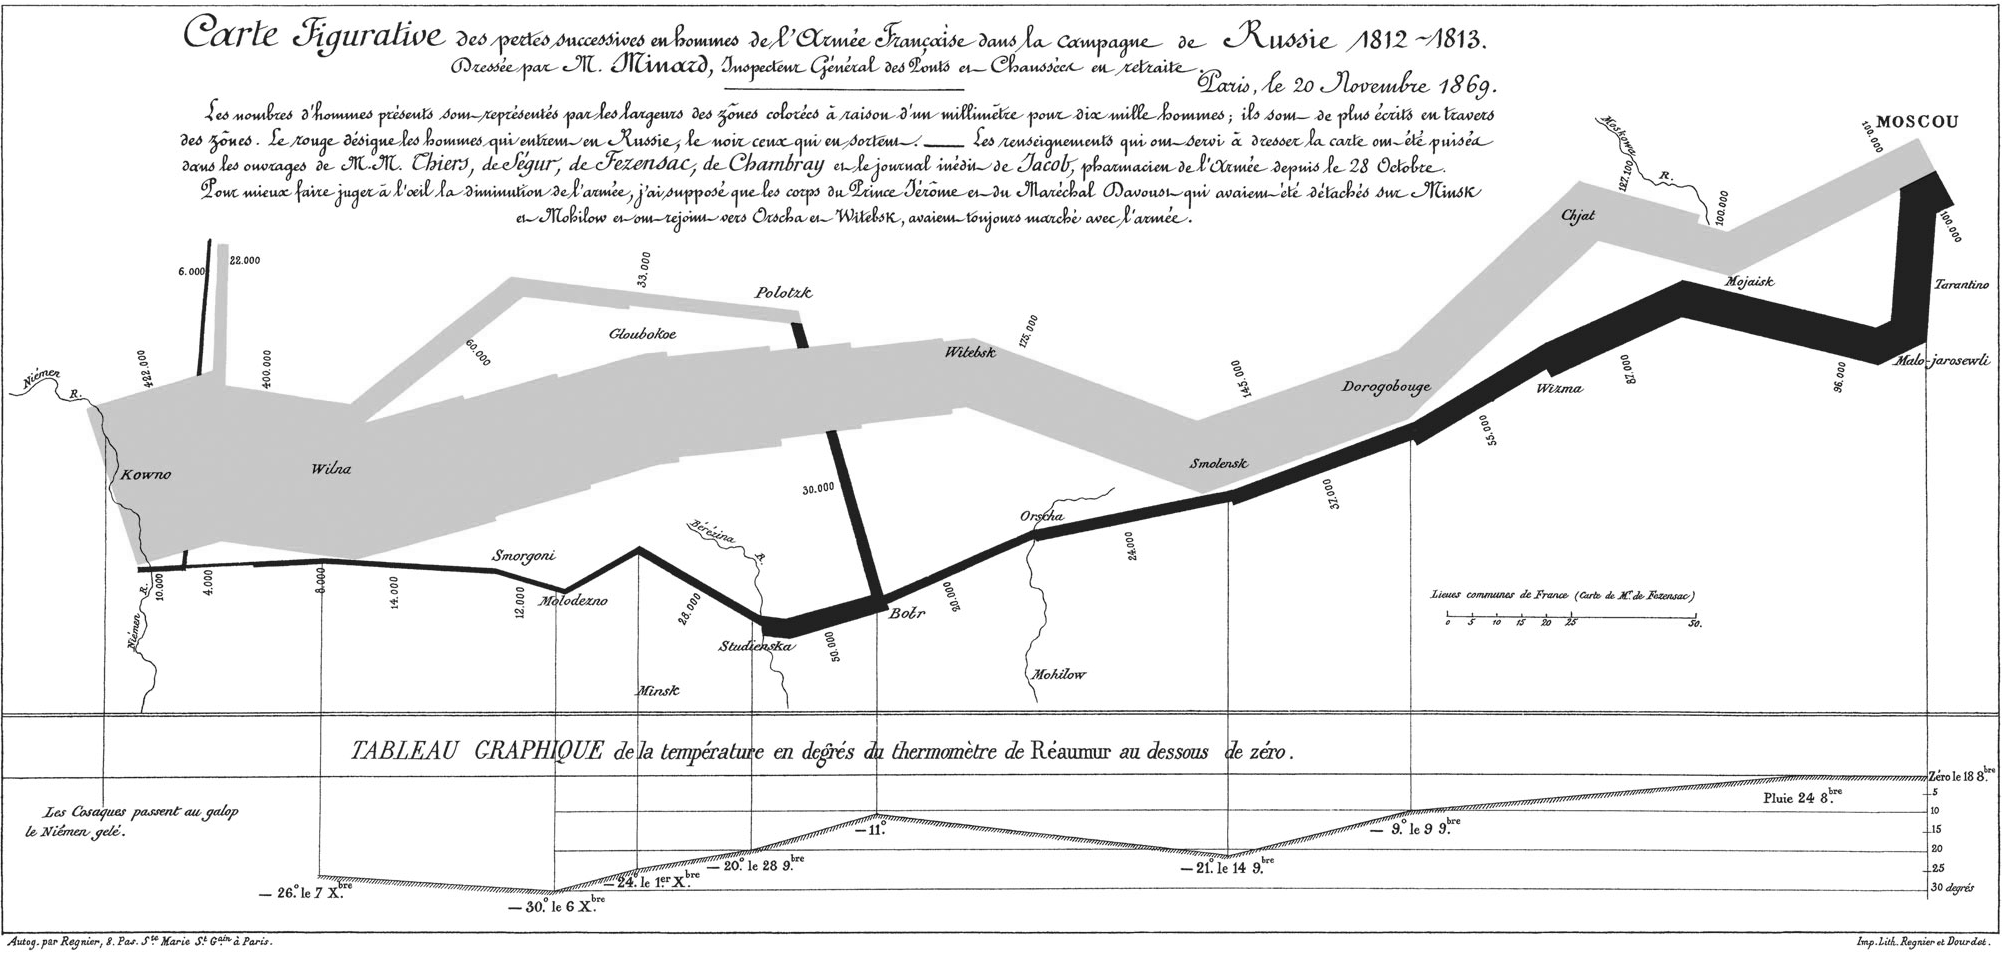 Carte Figurative des pertes successives en hommes de l'Armée Française dans la campagne de Russie 1812~1813.
Dressée par M. Minard, Inspecteur Général des Ponts et Chaussées en retraite.
Paris, le 20 Novembre 1869.
Les nombres d'hommes présents sont représentés par les largeurs des zônes colorées à raison d'un millimètre pour dix mille hommes; ils sont de plus écrits en travers
des zônes. Le rouge désigne les hommes qui entrent en Russie, le noir ceux qui en sortent. ___ Les renseignements qui ont servi à dresser la carte ont été puisés
dans les ouvrages de M.M. Thiers, de Ségur, de Fezensac, de Chambray et le journal inédit de Jacob, pharmacien de l'Armée depuis le 28 Octobre.
Pour mieux faire juger à l'œil la diminution de l'armée, j'ai supposé que les corps du Prince Jérôme et du Maréchal Davoust qui avaient été détachés sur Minsk
et Mohilow et ont rejoint vers Orscha et Witebsk, avaient toujours marché avec l'armée.
MOSCOU
100.000
Moskowa R.
127.100
100.000
Chjat
Mojaisk
100.000
Tarantino
Malo-jarosewli
6.000
22.000
33.000
Polotzk
Gloubokoe
60.000
422.000
400.000
Niémen R.
Witebsk
175.000
145.000
Dorogobouge
Wizma
87.000
96.000
55.000
Kowno
Wilna
Smolensk
37.000
30.000
Orscha
24.000
Bérézina R.
Smorgoni
10.000
4.000
8.000
14.000
12.000
Molodezno
28.000
Studienska
50.000
Botr
20.000
Niémen R.
Minsk
Mohilow
Lieues communes de France (Carte de M. de Fezensac)
0 5 10 15 20 25 50.
TABLEAU GRAPHIQUE de la température en degrés du thermomètre de Réaumur au dessous de zéro.
Zéro le 18 8.bre
5
10
15
20
25
30 degrés
Pluie 24 8.bre
Les Cosaques passent au galop
le Niémen gelé.
— 26.° le 7 X.bre
— 30.° le 6 X.bre
— 24.° le 1.er X.bre
— 20.° le 28 9.bre
— 11.°
— 21.° le 14 9.bre
— 9.° le 9 9.bre
Autog. par Regnier, 8. Pas. S.te Marie S.t G.ain à Paris.
Imp. Lith. Regnier et Dourdet.